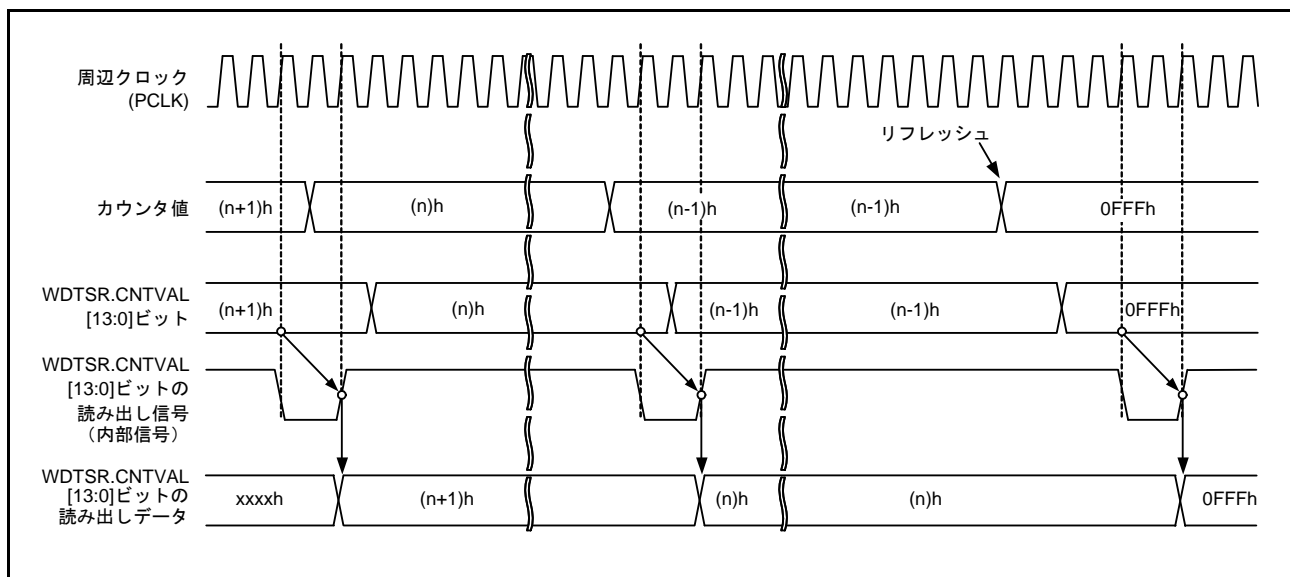 周辺クロック
(PCLK)
リフレッシュ
カウンタ値
(n+1)h
(n)h
(n-1)h
(n-1)h
0FFFh
WDTSR.CNTVAL
[13:0]ビット
(n+1)h
(n)h
(n-1)h
(n-1)h
0FFFh
WDTSR.CNTVAL
[13:0]ビットの
読み出し信号
（内部信号）
WDTSR.CNTVAL
[13:0]ビットの
読み出しデータ
xxxxh
(n+1)h
(n)h
(n)h
0FFFh